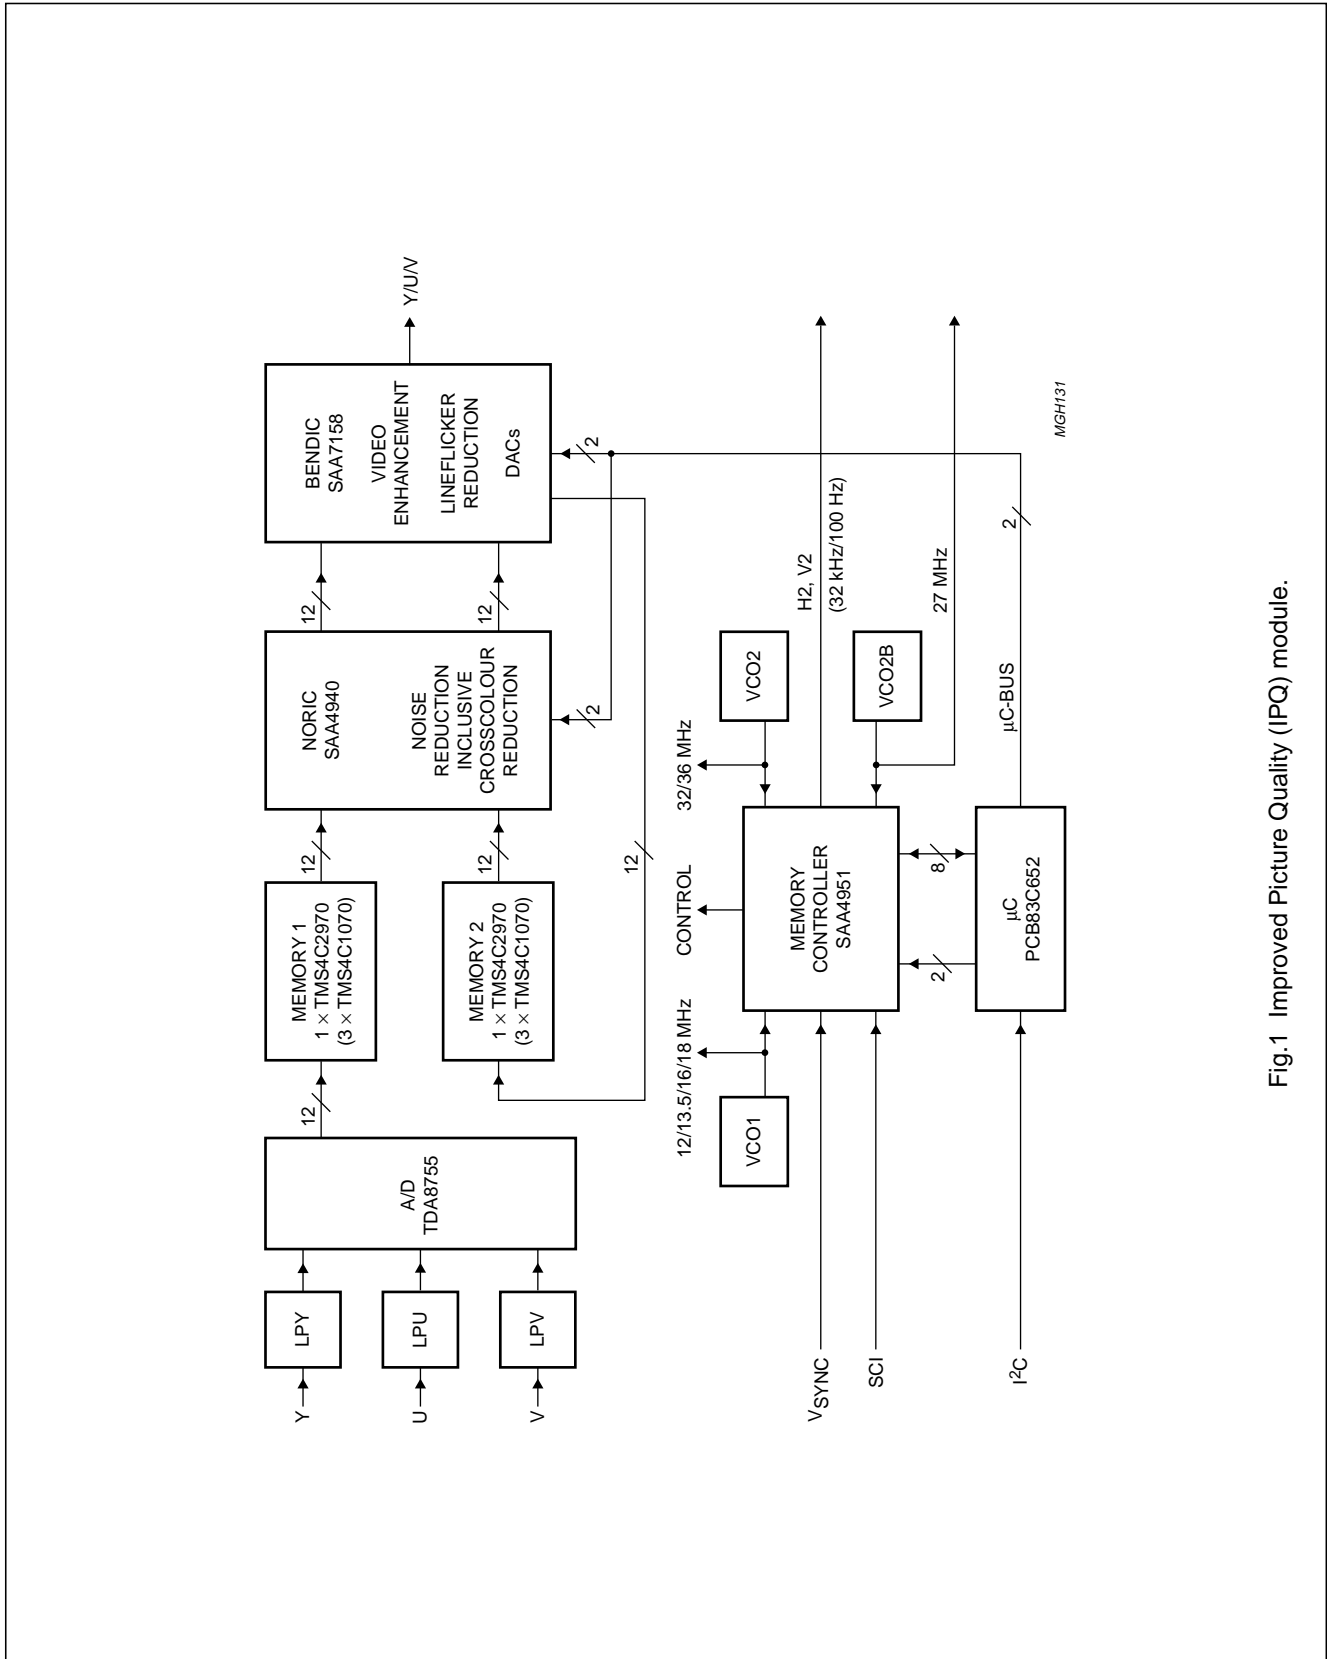 Y
U
V
LPY
LPU
LPV
A/D
TDA8755
12
MEMORY 1
1 × TMS4C2970
(3 × TMS4C1070)
MEMORY 2
1 × TMS4C2970
(3 × TMS4C1070)
12
12
12
NORIC
SAA4940
NOISE
REDUCTION
INCLUSIVE
CROSSCOLOUR
REDUCTION
2
12
12
BENDIC
SAA7158
VIDEO
ENHANCEMENT
LINEFLICKER
REDUCTION
DACs
2
Y/U/V
12/13.5/16/18 MHz
CONTROL
32/36 MHz
VCO1
VCO2
VSYNC
SCI
MEMORY
CONTROLLER
SAA4951
H2, V2
(32 kHz/100 Hz)
VCO2B
27 MHz
2
8
I²C
μC
PCB83C652
μC-BUS
2
MGH131
Fig.1 Improved Picture Quality (IPQ) module.